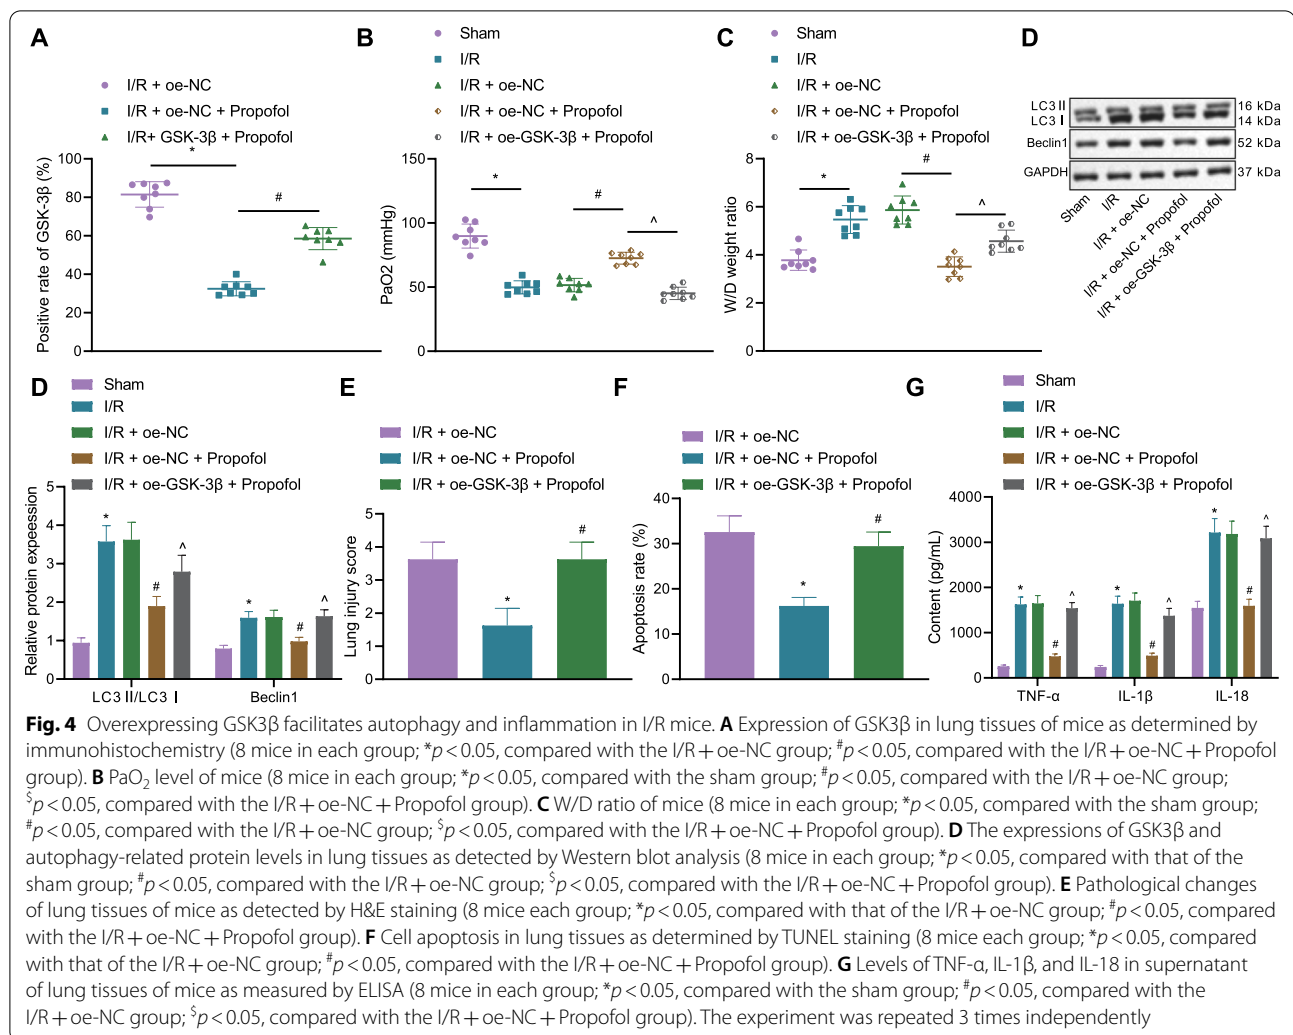 A
I/R + oe-NC
I/R + oe-NC + Propofol
I/R+ GSK-3β + Propofol
Positive rate of GSK-3β (%)
100
80
60
40
20
0
*
#
B
Sham
I/R
I/R + oe-NC
I/R + oe-NC + Propofol
I/R + oe-GSK-3β + Propofol
PaO2 (mmHg)
150
100
50
0
*
#
^
C
Sham
I/R
I/R + oe-NC
I/R + oe-NC + Propofol
I/R + oe-GSK-3β + Propofol
W/D weight ratio
8
6
4
2
0
*
#
^
D
LC3 II
LC3 I
Beclin1
GAPDH
16 kDa
14 kDa
52 kDa
37 kDa
Sham
I/R
I/R + oe-NC
I/R + oe-NC + Propofol
I/R + oe-GSK-3β + Propofol
D
Sham
I/R
I/R + oe-NC
I/R + oe-NC + Propofol
I/R + oe-GSK-3β + Propofol
Relative protein expeession
5
4
3
2
1
0
*
#
^
*
#
^
LC3 II/LC3 I
Beclin1
E
I/R + oe-NC
I/R + oe-NC + Propofol
I/R + oe-GSK-3β + Propofol
Lung injury score
5
4
3
2
1
0
*
#
F
I/R + oe-NC
I/R + oe-NC + Propofol
I/R + oe-GSK-3β + Propofol
Apoptosis rate (%)
40
30
20
10
0
*
#
G
Sham
I/R
I/R + oe-NC
I/R + oe-NC + Propofol
I/R + oe-GSK-3β + Propofol
Content (pg/mL)
4000
3000
2000
1000
0
*
#
^
*
#
^
*
#
^
TNF-α
IL-1β
IL-18
Fig. 4 Overexpressing GSK3β facilitates autophagy and inflammation in I/R mice. A Expression of GSK3β in lung tissues of mice as determined by
immunohistochemistry (8 mice in each group; *p < 0.05, compared with the I/R + oe-NC group; #p < 0.05, compared with the I/R + oe-NC + Propofol
group). B PaO2 level of mice (8 mice in each group; *p < 0.05, compared with the sham group; #p < 0.05, compared with the I/R + oe-NC group;
$p < 0.05, compared with the I/R + oe-NC + Propofol group). C W/D ratio of mice (8 mice in each group; *p < 0.05, compared with the sham group;
#p < 0.05, compared with the I/R + oe-NC group; $p < 0.05, compared with the I/R + oe-NC + Propofol group). D The expressions of GSK3β and
autophagy-related protein levels in lung tissues as detected by Western blot analysis (8 mice in each group; *p < 0.05, compared with that of the
sham group; #p < 0.05, compared with the I/R + oe-NC group; $p < 0.05, compared with the I/R + oe-NC + Propofol group). E Pathological changes
of lung tissues of mice as detected by H&E staining (8 mice each group; *p < 0.05, compared with that of the I/R + oe-NC group; #p < 0.05, compared
with the I/R + oe-NC + Propofol group). F Cell apoptosis in lung tissues as determined by TUNEL staining (8 mice each group; *p < 0.05, compared
with that of the I/R + oe-NC group; #p < 0.05, compared with the I/R + oe-NC + Propofol group). G Levels of TNF-α, IL-1β, and IL-18 in supernatant
of lung tissues of mice as measured by ELISA (8 mice in each group; *p < 0.05, compared with the sham group; #p < 0.05, compared with the
I/R + oe-NC group; $p < 0.05, compared with the I/R + oe-NC + Propofol group). The experiment was repeated 3 times independently